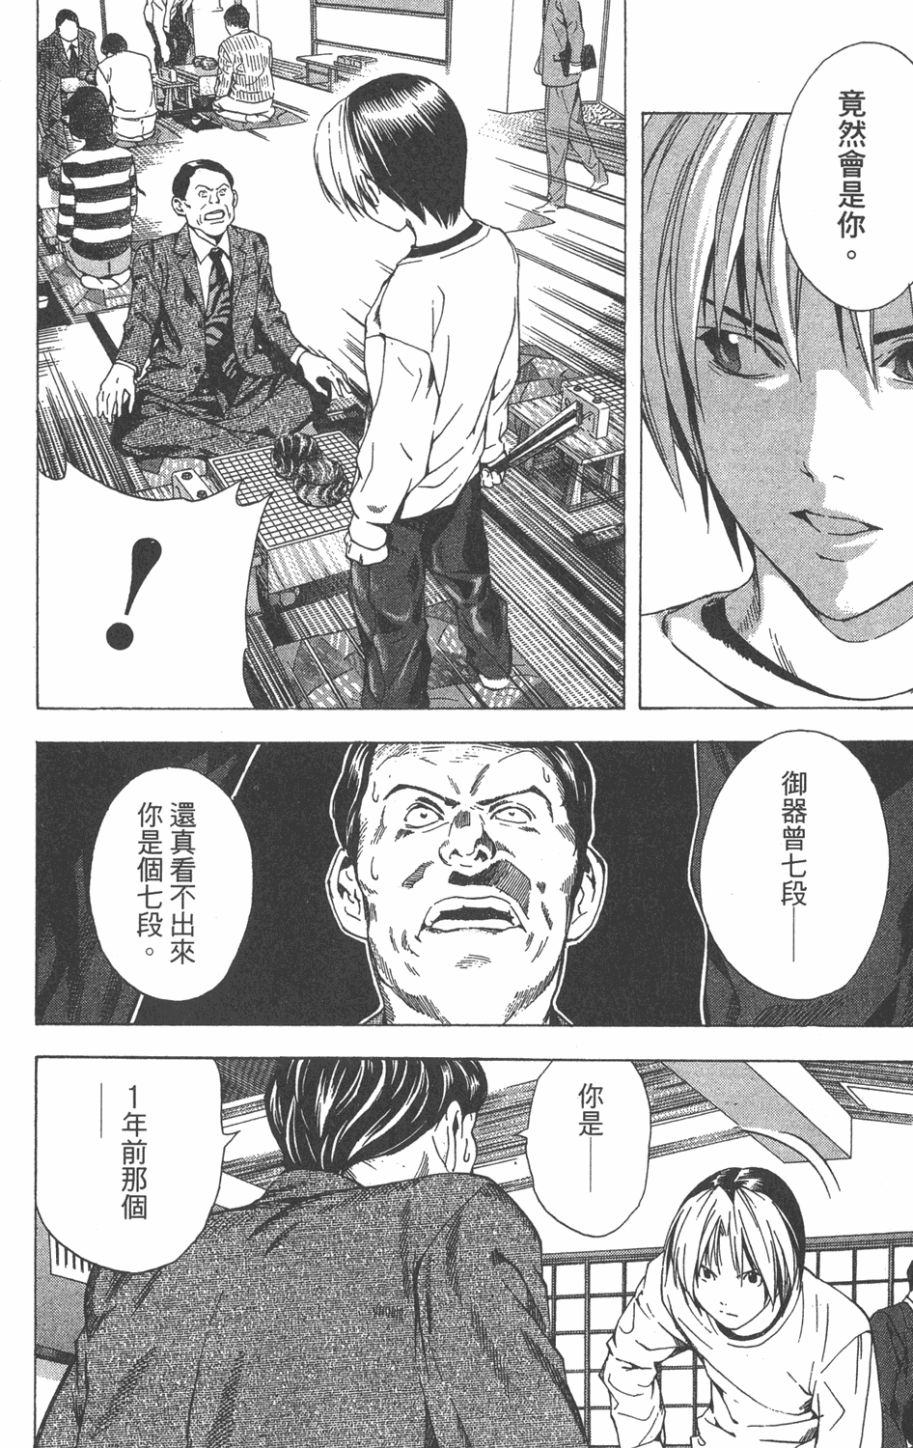 竟然會是你。
！
御器曾七段——
還真看不出來
你是個七段。
你是——
1年前那個
——